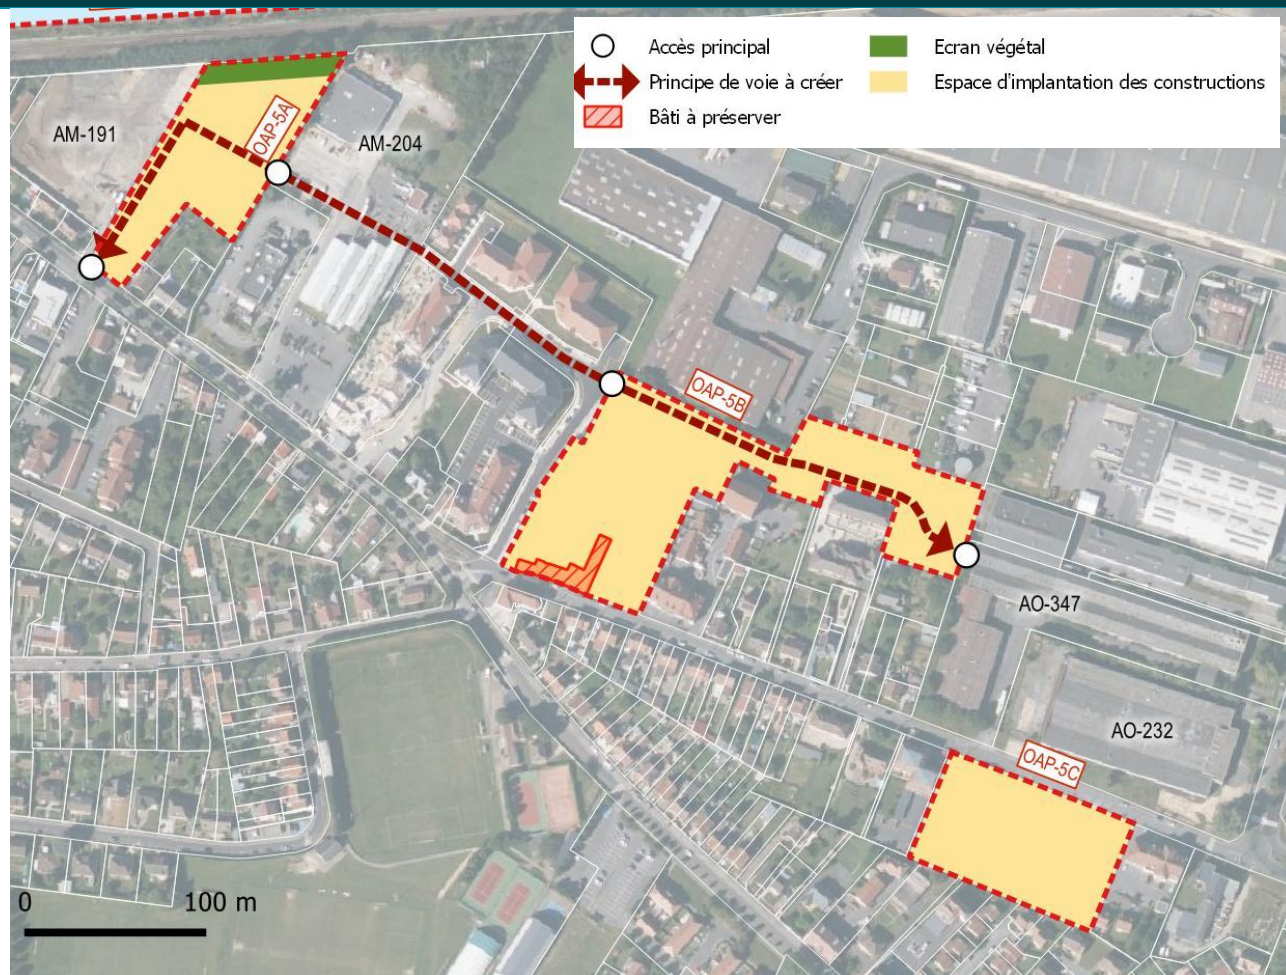 Accès principal
Principe de voie à créer
Bâti à préserver
Ecran végétal
Espace d'implantation des constructions
AM-191
OAP-5A
AM-204
OAP-5B
AO-347
AO-232
OAP-5C
0
100 m